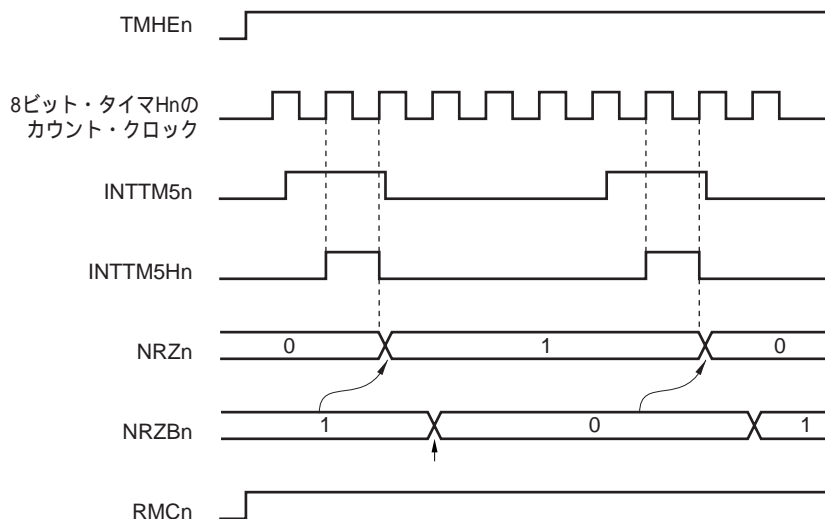 TMHEn
8ビット・タイマHnの
カウント・クロック
INTTM5n
INTTM5Hn
NRZn
0
1
0
NRZBn
1
0
1
RMCn